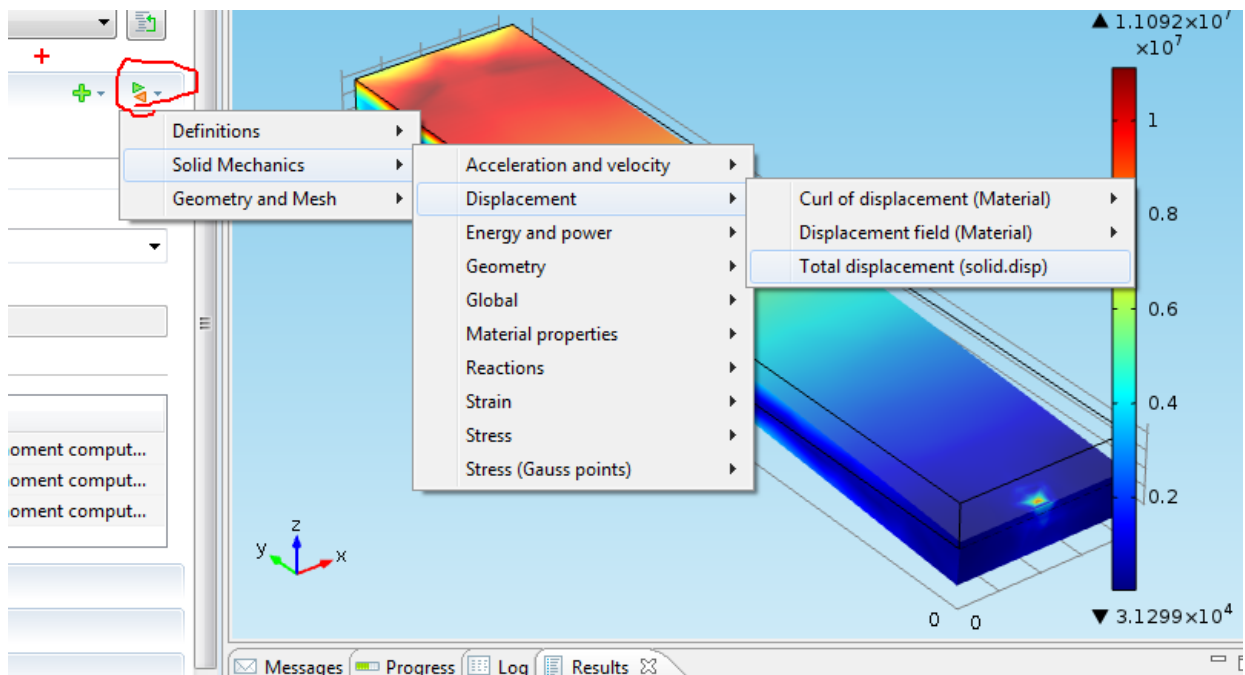 Definitions
Solid Mechanics
Geometry and Mesh
oment comput...
oment comput...
oment comput...
Acceleration and velocity
Displacement
Energy and power
Geometry
Global
Material properties
Reactions
Strain
Stress
Stress (Gauss points)
Curl of displacement (Material)
Displacement field (Material)
Total displacement (solid.disp)
▲ 1.1092×10⁷
×10⁷
1
0.8
0.6
0.4
0.2
▼ 3.1299×10⁴
z
y
x
0 0
Messages Progress Log Results